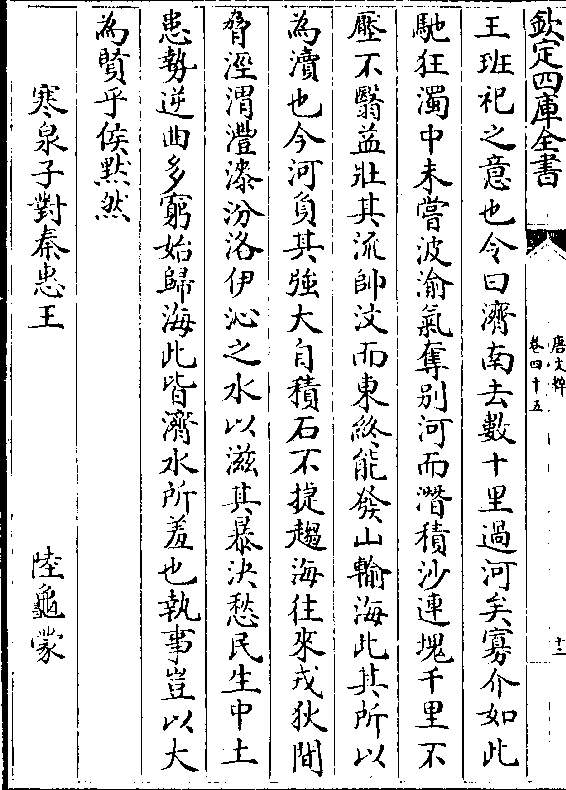 欽定四庫全書
唐文粹
卷四十五
十二
王班祀之意也令曰濟南去數十里過河矣寡介如此
馳狂濁中未嘗波渝氣奪别河而潛積沙連塊千里不
壓不翳益壯其流帥汶而東終能發山輸海此其所以
為瀆也今河負其強大自積石不捷趨海往來戎狄間
脅涇渭灃漆汾洛伊沁之水以滋其暴決愁民生中土
患勢逆曲多窮始歸海此皆濟水所羞也執事豈以大
為賢乎侯黙然
寒泉子對秦惠王
陸龜蒙